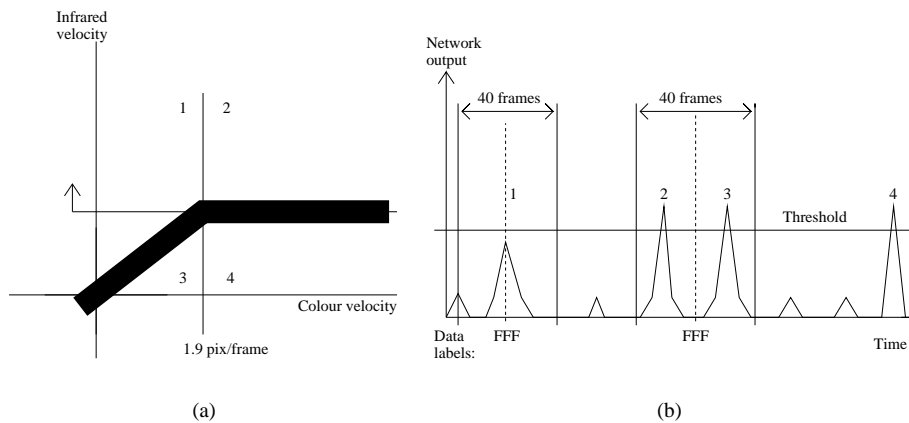 Infrared
velocity
1 2
3 4
Colour velocity
1.9 pix/frame
(a)
Network
output
40 frames 40 frames
1 2 3 4
Threshold
Data
labels:
FFF FFF
Time
(b)